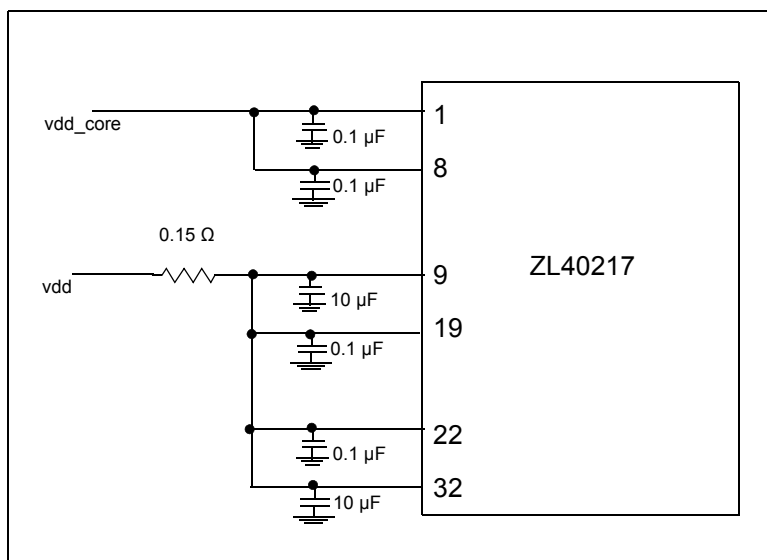 1
vdd_core
0.1 µF
8
0.1 µF
0.15 Ω
ZL40217
vdd
9
10 µF
19
0.1 µF
22
0.1 µF
32
10 µF